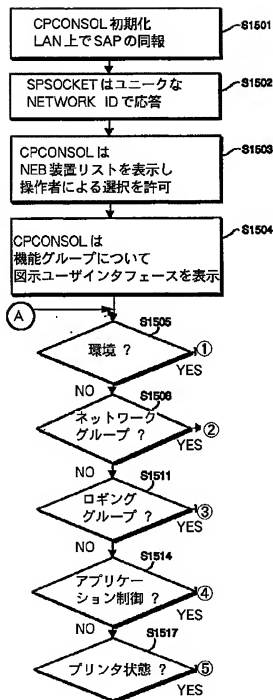 CPCONSOL 初期化
LAN上でSAPの同報
S1501
SPSOCKETはユニークな
NETWORK IDで応答
S1502
CPCONSOLは
NEB装置リストを表示し
操作者による選択を許可
S1503
CPCONSOLは
機能グループについて
図示ユーザインタフェースを表示
S1504
A
S1505
環境 ?
①
YES
NO
S1508
ネットワーク
グループ ?
②
YES
NO
S1511
ロギング
グループ ?
③
YES
NO
S1514
アプリケー
ション制御 ?
④
YES
NO
S1517
プリンタ状態 ?
⑤
YES